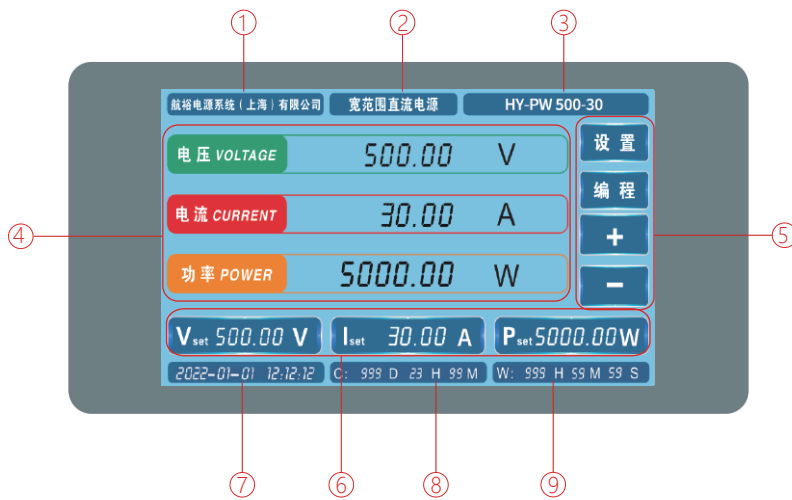 ① ② ③
航裕电源系统(上海)有限公司 宽范围直流电源 HY-PW 500-30
电压 VOLTAGE 500.00 V 设置
编程
电流 CURRENT 30.00 A
④ + ⑤
功率 POWER 5000.00 W −
Vset 500.00 V Iset 30.00 A Pset 5000.00W
2022-01-01 12:12:12 C: 999 D 23 H 99 M W: 999 H 59 M 59 S
⑦ ⑥ ⑧ ⑨